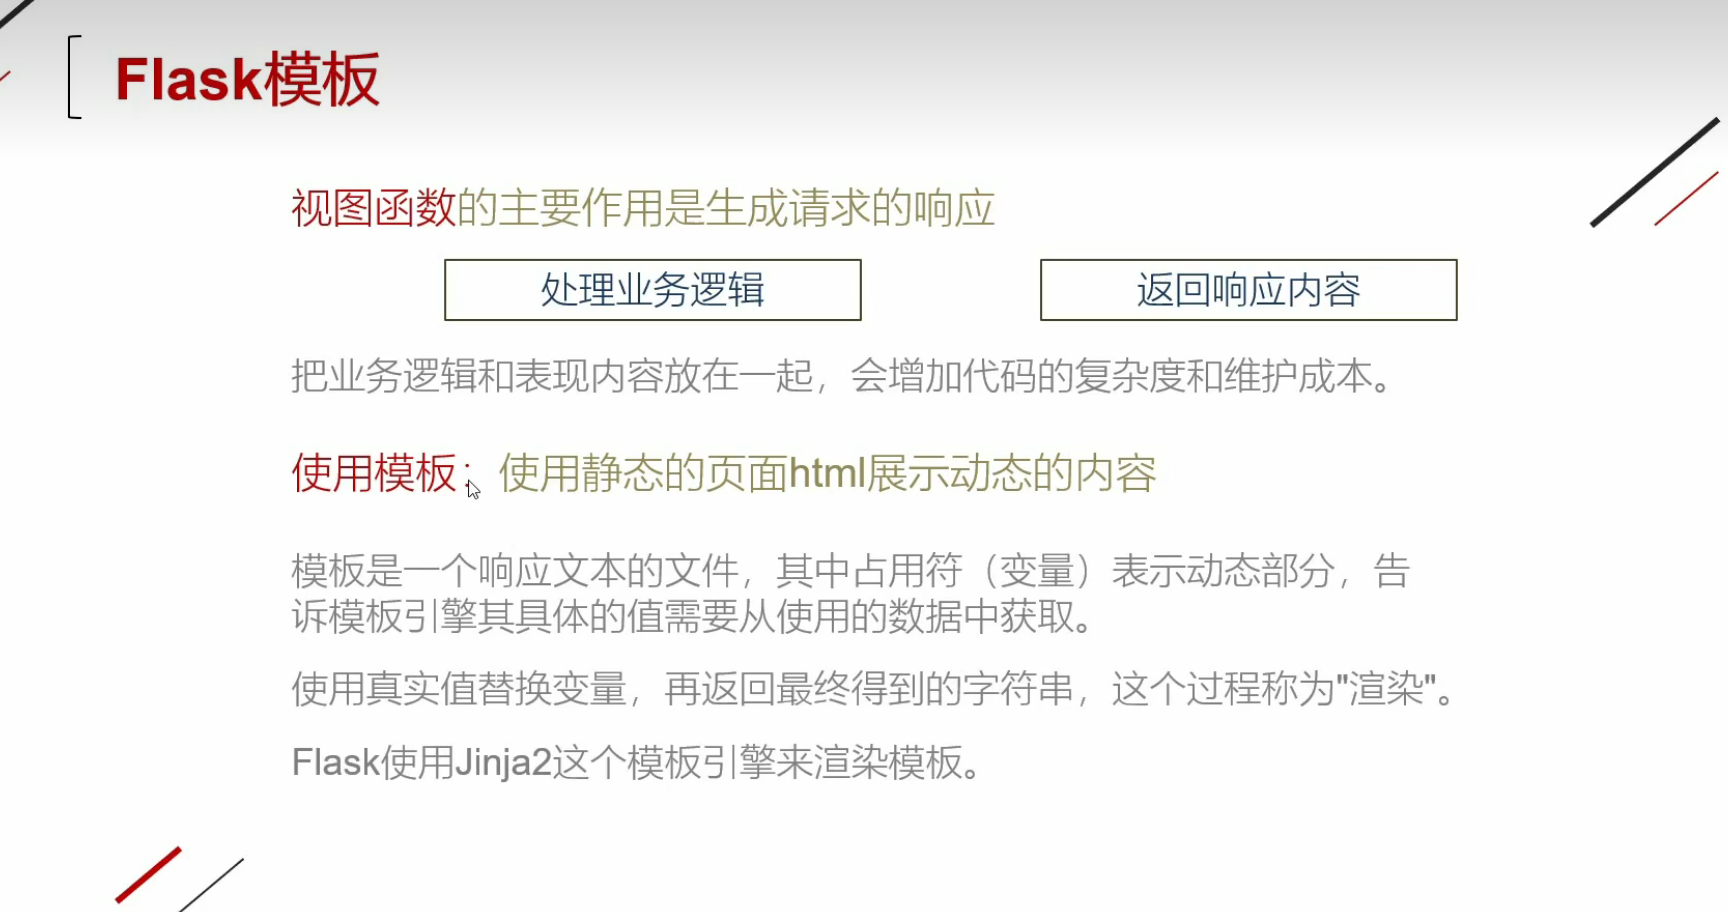 Flask模板
视图函数的主要作用是生成请求的响应
处理业务逻辑
返回响应内容
把业务逻辑和表现内容放在一起，会增加代码的复杂度和维护成本。
使用模板：使用静态的页面html展示动态的内容
模板是一个响应文本的文件，其中占用符（变量）表示动态部分，告
诉模板引擎其具体的值需要从使用的数据中获取。
使用真实值替换变量，再返回最终得到的字符串，这个过程称为"渲染"。
Flask使用Jinja2这个模板引擎来渲染模板。